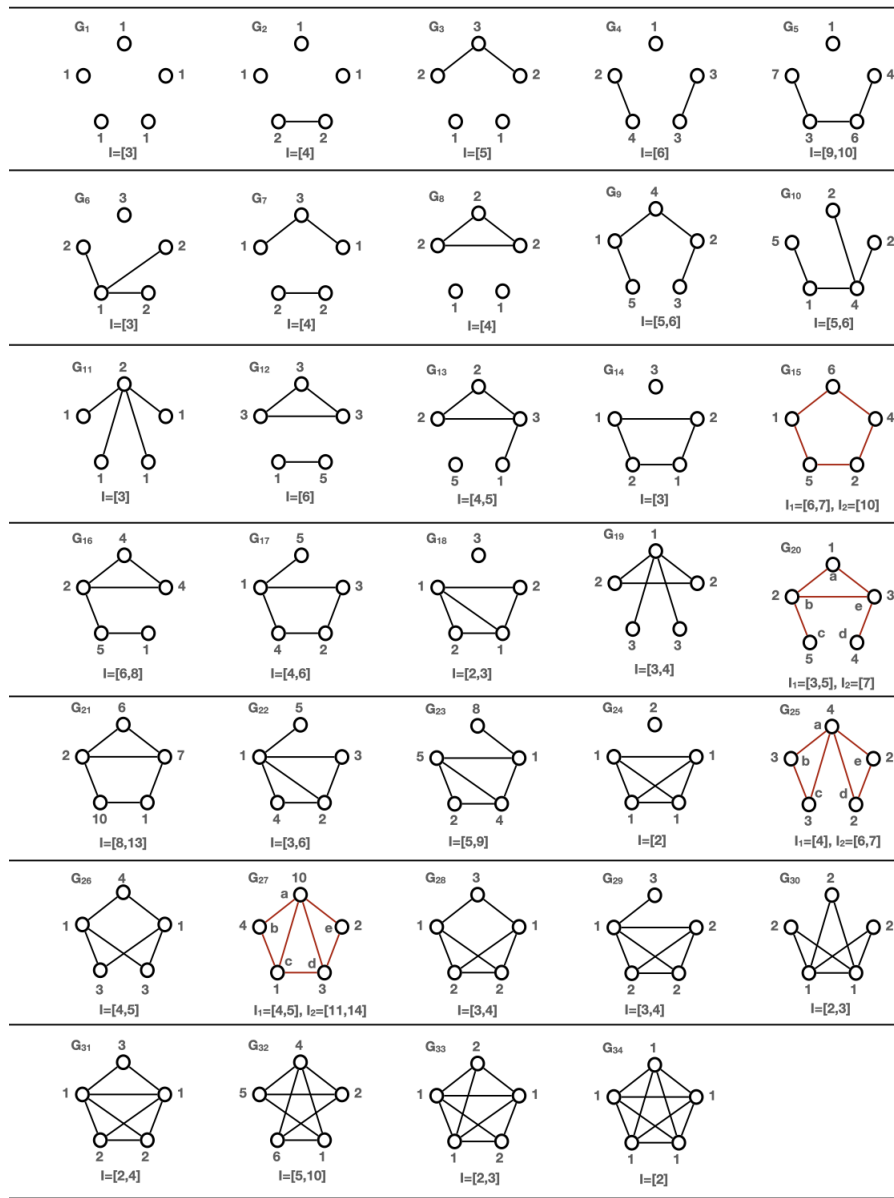 G1 1 G2 1 G3 3 G4 1 G5 1
1 1 1 1 2 2 2 3 7 4
1 1 2 2 1 1 4 3 3 6
I=[3] I=[4] I=[5] I=[6] I=[9,10]
G6 3 G7 3 G8 2 G9 4 G10 2
2 2 1 1 2 2 1 2 5 2
1 2 2 2 1 1 5 3 1 4
I=[3] I=[4] I=[4] I=[5,6] I=[5,6]
G11 2 G12 3 G13 2 G14 3 G15 6
1 1 3 3 2 3 1 2 1 4
1 1 1 5 5 1 2 1 5 2
I=[3] I=[6] I=[4,5] I=[3] I1=[6,7], I2=[10]
G16 4 G17 5 G18 3 G19 1 G20 1
a
2 4 1 3 1 2 2 2 2 b e 3
5 1 4 2 2 1 3 3 c d
5 4
I=[6,8] I=[4,6] I=[2,3] I=[3,4] I1=[3,5], I2=[7]
G21 6 G22 5 G23 8 G24 2 G25 4
a
2 7 1 3 5 1 1 1 3 b e 2
c d
10 1 4 2 2 4 1 1 3 2
I=[8,13] I=[3,6] I=[5,9] I=[2] I1=[4], I2=[6,7]
G26 4 G27 10 G28 3 G29 3 G30 2
a
1 1 4 b e 2 1 1 1 2 2 2
c d
3 3 1 3 2 2 2 2 1 1
I=[4,5] I1=[4,5], I2=[11,14] I=[3,4] I=[3,4] I=[2,3]
G31 3 G32 4 G33 2 G34 1
1 1 5 2 1 1 1 1
2 2 6 1 1 2 1 1
I=[2,4] I=[5,10] I=[2,3] I=[2]